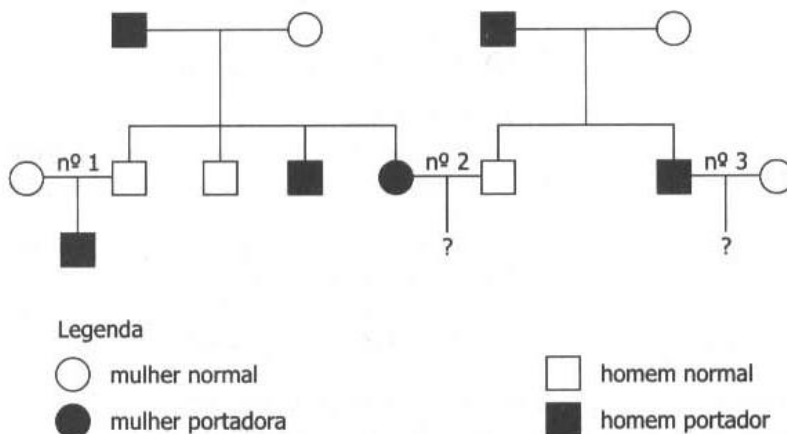 nº 1
nº 2
nº 3
?
?
Legenda
mulher normal
homem normal
mulher portadora
homem portador